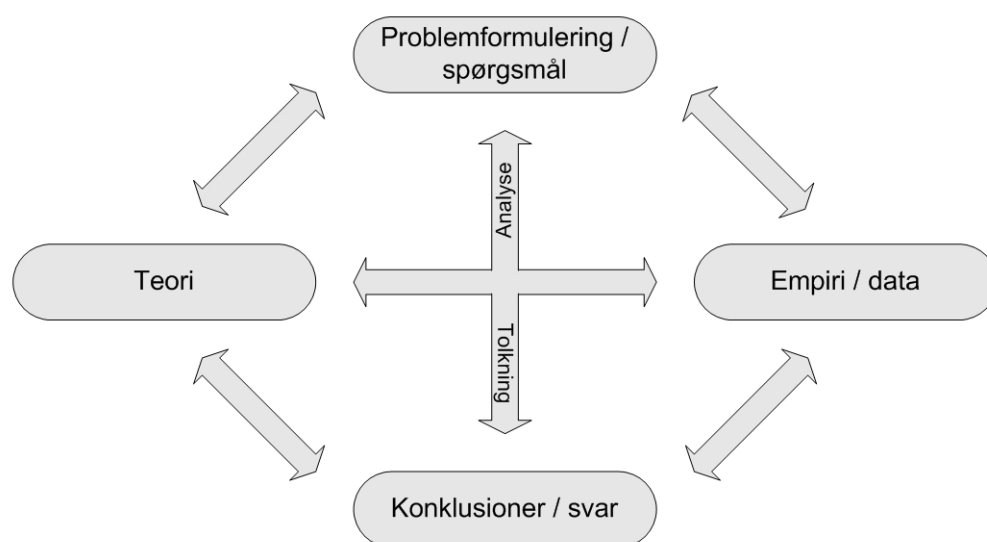 Problemformulering /
spørgsmål
Analyse
Teori
Empiri / data
Tolkning
Konklusioner / svar